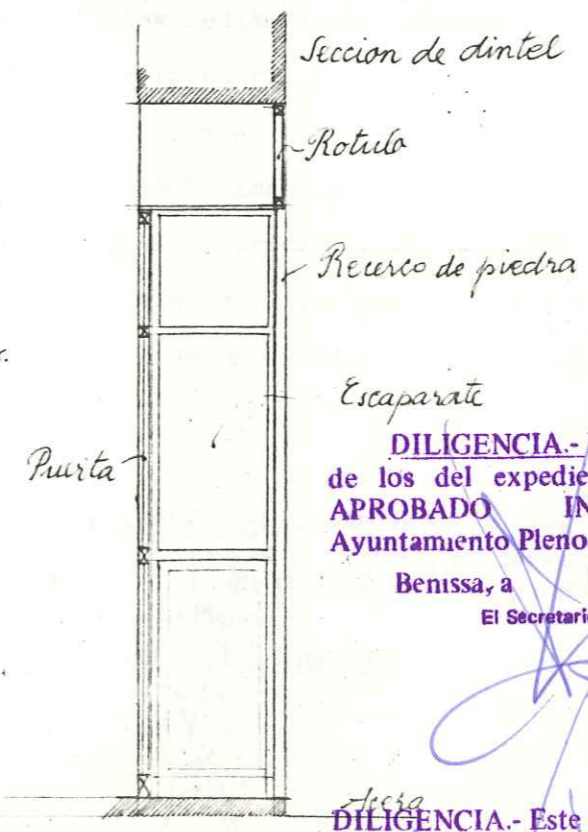 Seccion de dintel
Rotulo
Recerco de piedra
Escaparate
Puerta
DILIGENCIA.-
de los del expedie
APROBADO IN
Ayuntamiento Pleno
Benissa, a
El Secretari
Acera
DILIGENCIA.- Este